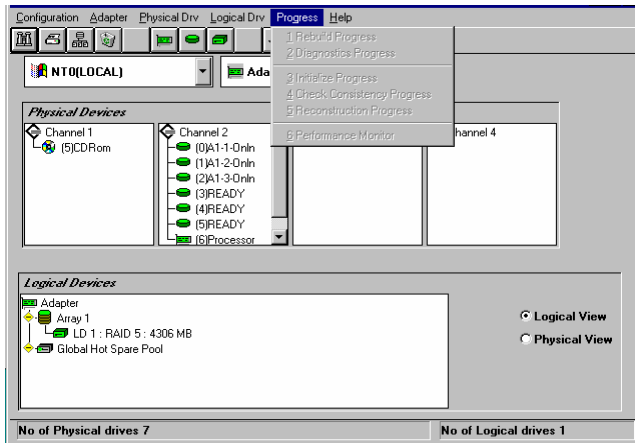 Configuration Adapter Physical Drv Logical Drv Progress Help
1 Rebuild Progress
2 Diagnostics Progress
3 Initialize Progress
4 Check Consistency Progress
5 Reconstruction Progress
6 Performance Monitor
NT0(LOCAL)
Ada
Physical Devices
Channel 1
(5)CDRom
Channel 2
(0)A1-1-Onln
(1)A1-2-Onln
(2)A1-3-Onln
(3)READY
(4)READY
(5)READY
(6)Processor
hannel 4
Logical Devices
Adapter
Array 1
LD 1 : RAID 5 : 4306 MB
Global Hot Spare Pool
Logical View
Physical View
No of Physical drives 7
No of Logical drives 1